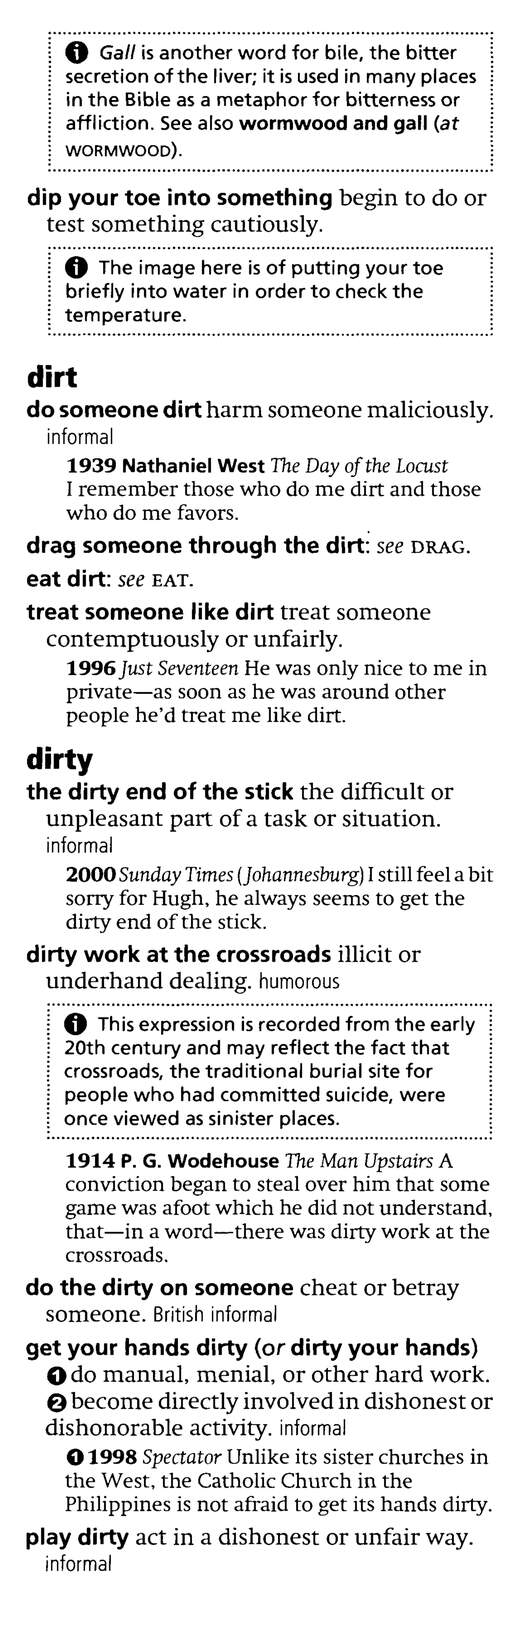 ℹ Gall is another word for bile, the bitter
secretion of the liver; it is used in many places
in the Bible as a metaphor for bitterness or
affliction. See also wormwood and gall (at
WORMWOOD).
dip your toe into something begin to do or
test something cautiously.
ℹ The image here is of putting your toe
briefly into water in order to check the
temperature.
dirt
do someone dirt harm someone maliciously.
informal
1939 Nathaniel West The Day of the Locust
I remember those who do me dirt and those
who do me favors.
drag someone through the dirt: see DRAG.
eat dirt: see EAT.
treat someone like dirt treat someone
contemptuously or unfairly.
1996 Just Seventeen He was only nice to me in
private—as soon as he was around other
people he'd treat me like dirt.
dirty
the dirty end of the stick the difficult or
unpleasant part of a task or situation.
informal
2000 Sunday Times (Johannesburg) I still feel a bit
sorry for Hugh, he always seems to get the
dirty end of the stick.
dirty work at the crossroads illicit or
underhand dealing. humorous
ℹ This expression is recorded from the early
20th century and may reflect the fact that
crossroads, the traditional burial site for
people who had committed suicide, were
once viewed as sinister places.
1914 P. G. Wodehouse The Man Upstairs A
conviction began to steal over him that some
game was afoot which he did not understand,
that—in a word—there was dirty work at the
crossroads.
do the dirty on someone cheat or betray
someone. British informal
get your hands dirty (or dirty your hands)
❶ do manual, menial, or other hard work.
❷ become directly involved in dishonest or
dishonorable activity. informal
❶ 1998 Spectator Unlike its sister churches in
the West, the Catholic Church in the
Philippines is not afraid to get its hands dirty.
play dirty act in a dishonest or unfair way.
informal